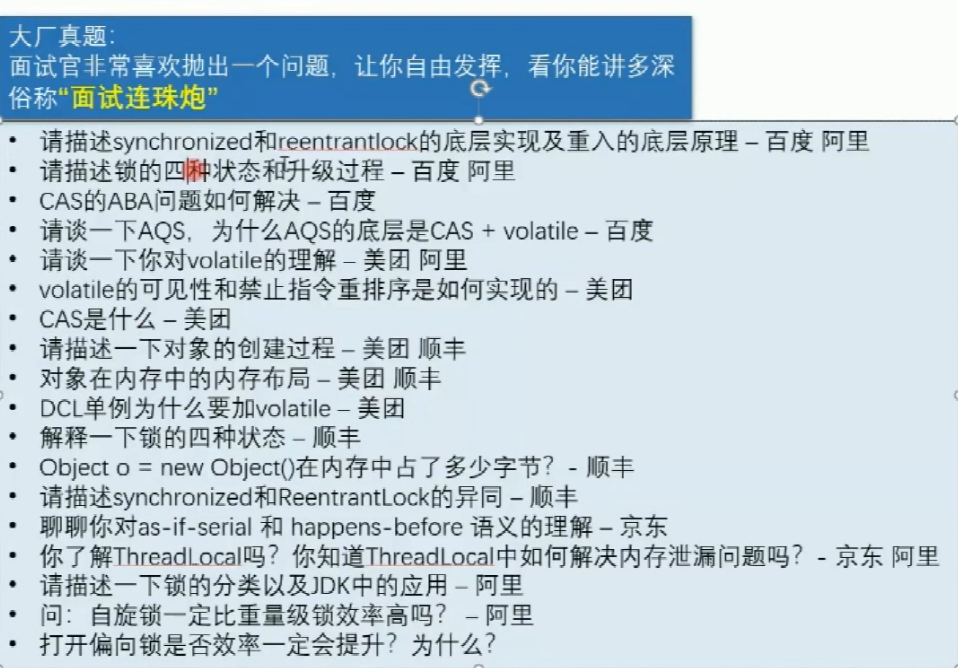 大厂真题:
面试官非常喜欢抛出一个问题，让你自由发挥，看你能讲多深
俗称“面试连珠炮”
• 请描述synchronized和reentrantlock的底层实现及重入的底层原理 – 百度 阿里
• 请描述锁的四种状态和升级过程 – 百度 阿里
• CAS的ABA问题如何解决 – 百度
• 请谈一下AQS，为什么AQS的底层是CAS + volatile – 百度
• 请谈一下你对volatile的理解 – 美团 阿里
• volatile的可见性和禁止指令重排序是如何实现的 – 美团
• CAS是什么 – 美团
• 请描述一下对象的创建过程 – 美团 顺丰
• 对象在内存中的内存布局 – 美团 顺丰
• DCL单例为什么要加volatile – 美团
• 解释一下锁的四种状态 – 顺丰
• Object o = new Object()在内存中占了多少字节？ - 顺丰
• 请描述synchronized和ReentrantLock的异同 – 顺丰
• 聊聊你对as-if-serial 和 happens-before 语义的理解 – 京东
• 你了解ThreadLocal吗？你知道ThreadLocal中如何解决内存泄漏问题吗？ - 京东 阿里
• 请描述一下锁的分类以及JDK中的应用 – 阿里
• 问：自旋锁一定比重量级锁效率高吗？ – 阿里
• 打开偏向锁是否效率一定会提升？为什么？